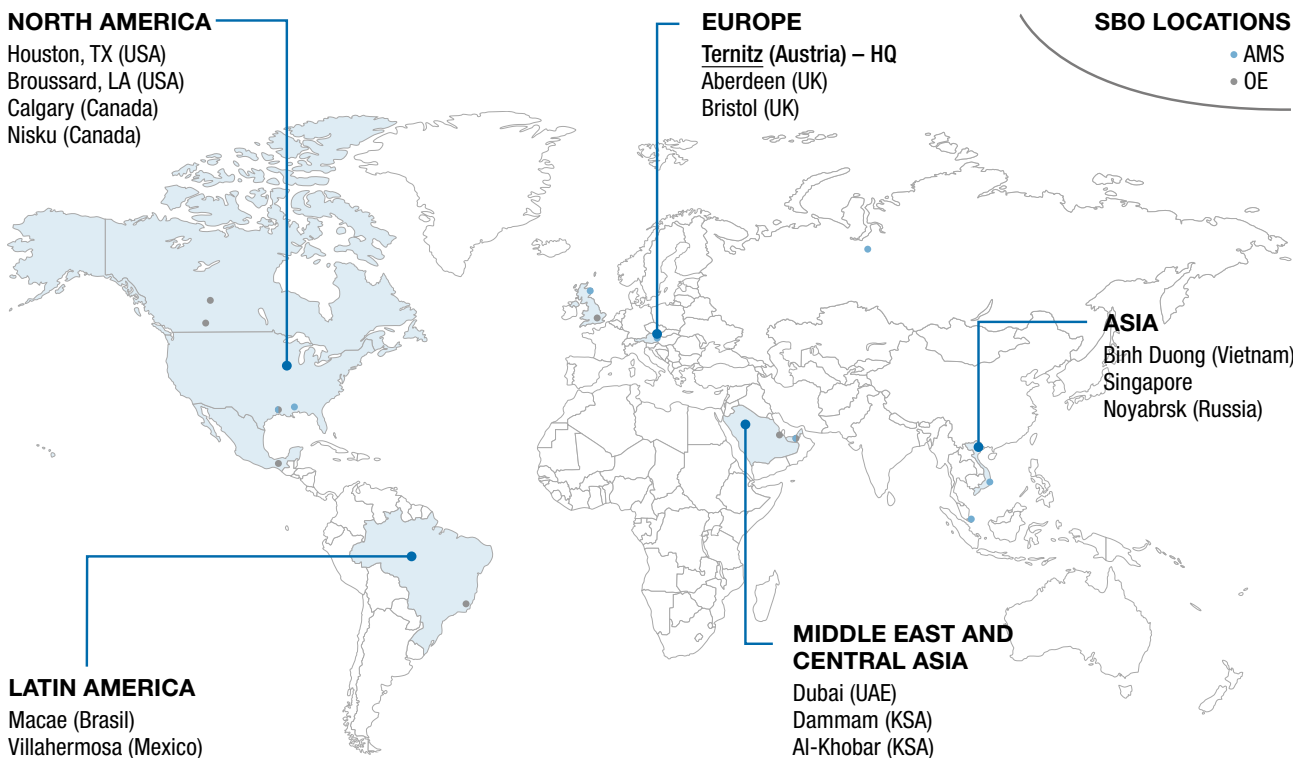 NORTH AMERICA
Houston, TX (USA)
Broussard, LA (USA)
Calgary (Canada)
Nisku (Canada)
EUROPE
Ternitz (Austria) – HQ
Aberdeen (UK)
Bristol (UK)
SBO LOCATIONS
• AMS
• OE
ASIA
Binh Duong (Vietnam)
Singapore
Noyabrsk (Russia)
LATIN AMERICA
Macae (Brasil)
Villahermosa (Mexico)
MIDDLE EAST AND
CENTRAL ASIA
Dubai (UAE)
Dammam (KSA)
Al-Khobar (KSA)